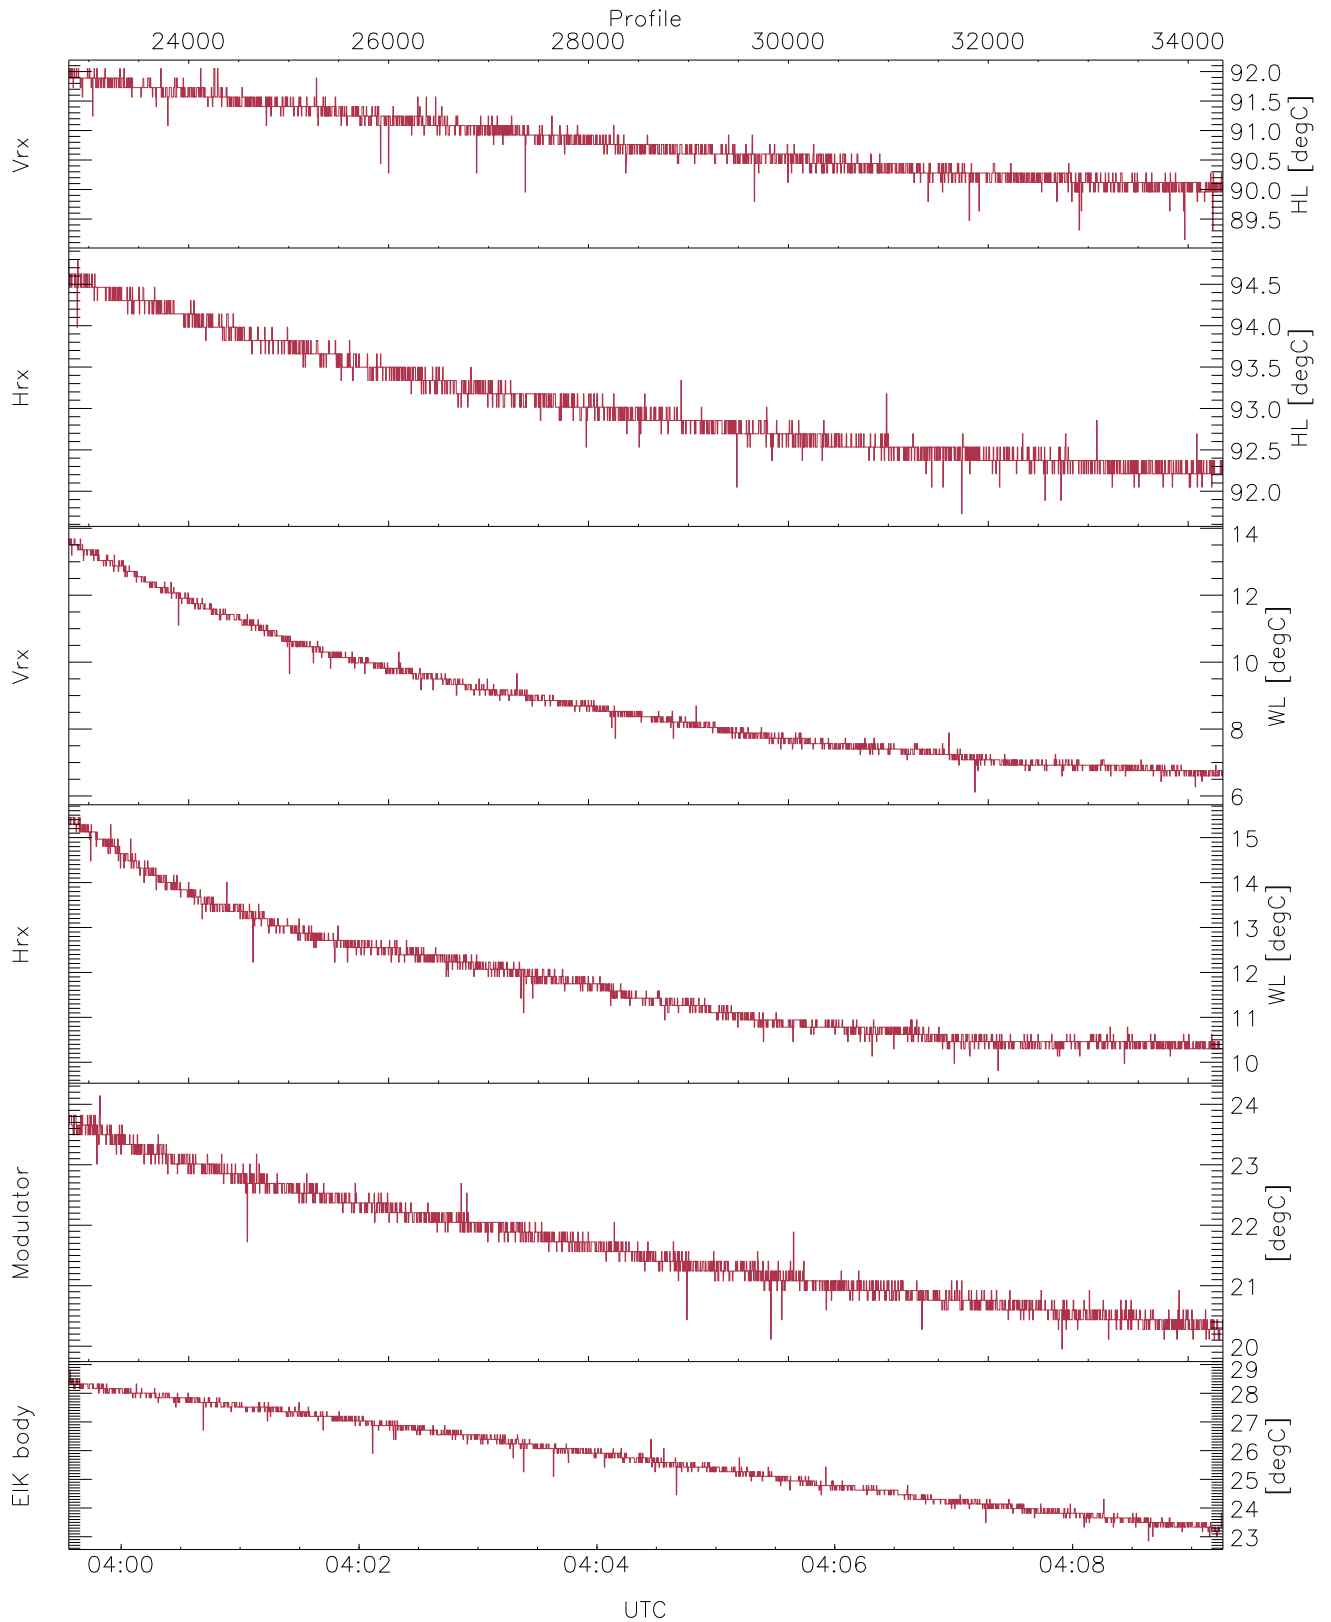 Profile
24000 26000 28000 30000 32000 34000
Vrx
92.0
91.5
91.0
90.5
90.0
89.5
HL [degC]
Hrx
94.5
94.0
93.5
93.0
92.5
92.0
HL [degC]
Vrx
14
12
10
8
6
WL [degC]
Hrx
15
14
13
12
11
10
WL [degC]
Modulator
24
23
22
21
20
[degC]
EIK body
29
28
27
26
25
24
23
[degC]
04:00 04:02 04:04 04:06 04:08
UTC